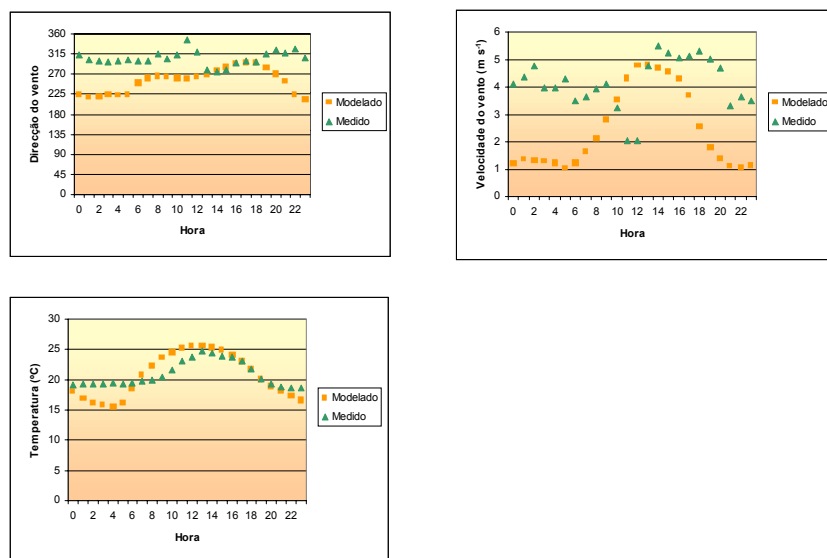 360
315
270
225
180
135
90
45
0
Direcção do vento
0 2 4 6 8 10 12 14 16 18 20 22
Hora
Modelado
Medido
6
5
4
3
2
1
0
Velocidade do vento (m s-¹)
0 2 4 6 8 10 12 14 16 18 20 22
Hora
Modelado
Medido
30
25
20
15
10
5
0
Temperatura (ºC)
0 2 4 6 8 10 12 14 16 18 20 22
Hora
Modelado
Medido